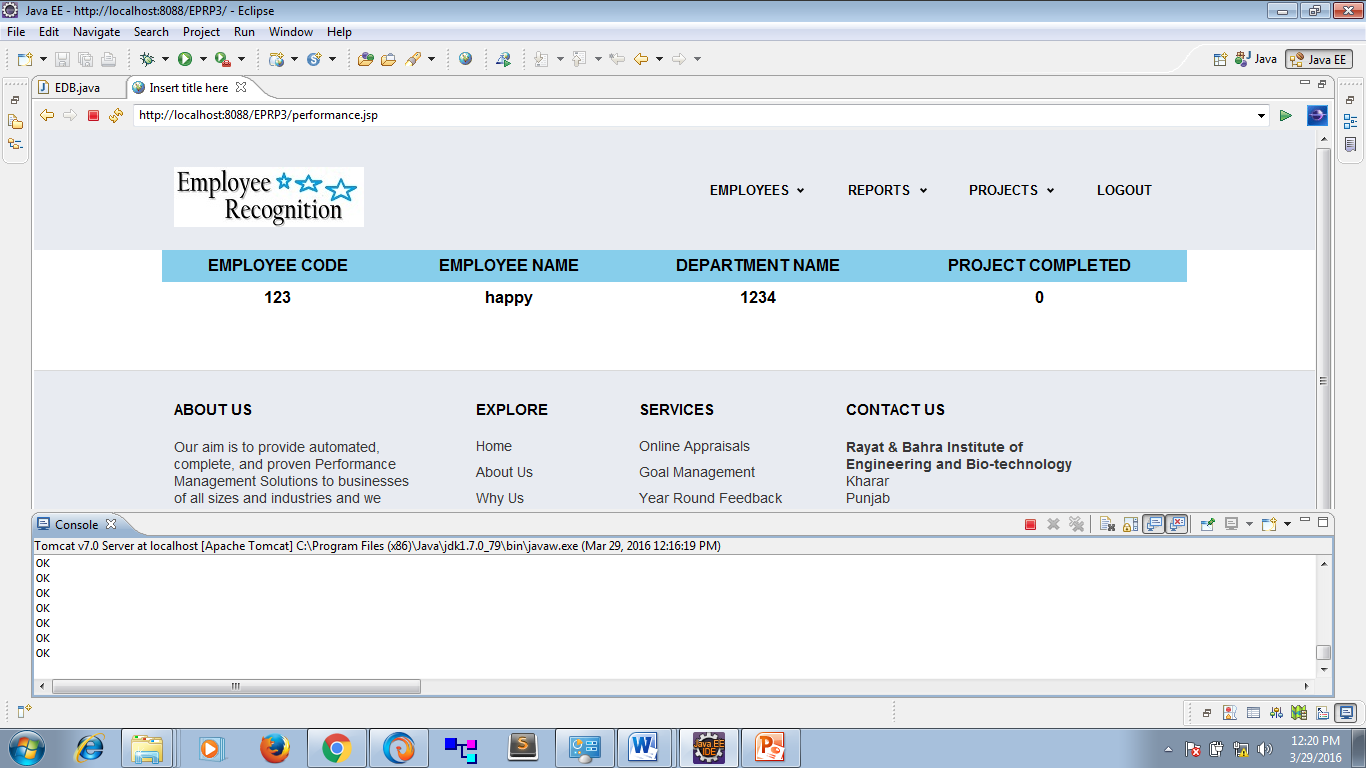 Java EE - http://localhost:8088/EPRP3/ - Eclipse
File Edit Navigate Search Project Run Window Help
Java Java EE
EDB.java Insert title here
http://localhost:8088/EPRP3/performance.jsp
Employee
Recognition
EMPLOYEES REPORTS PROJECTS LOGOUT
EMPLOYEE CODE EMPLOYEE NAME DEPARTMENT NAME PROJECT COMPLETED
123 happy 1234 0
ABOUT US EXPLORE SERVICES CONTACT US
Our aim is to provide automated,
complete, and proven Performance
Management Solutions to businesses
of all sizes and industries and we
Home
About Us
Why Us
Online Appraisals
Goal Management
Year Round Feedback
Rayat & Bahra Institute of
Engineering and Bio-technology
Kharar
Punjab
Console
Tomcat v7.0 Server at localhost [Apache Tomcat] C:\Program Files (x86)\Java\jdk1.7.0_79\bin\javaw.exe (Mar 29, 2016 12:16:19 PM)
OK
OK
OK
OK
OK
OK
OK
Java EE
IDE
12:20 PM
3/29/2016